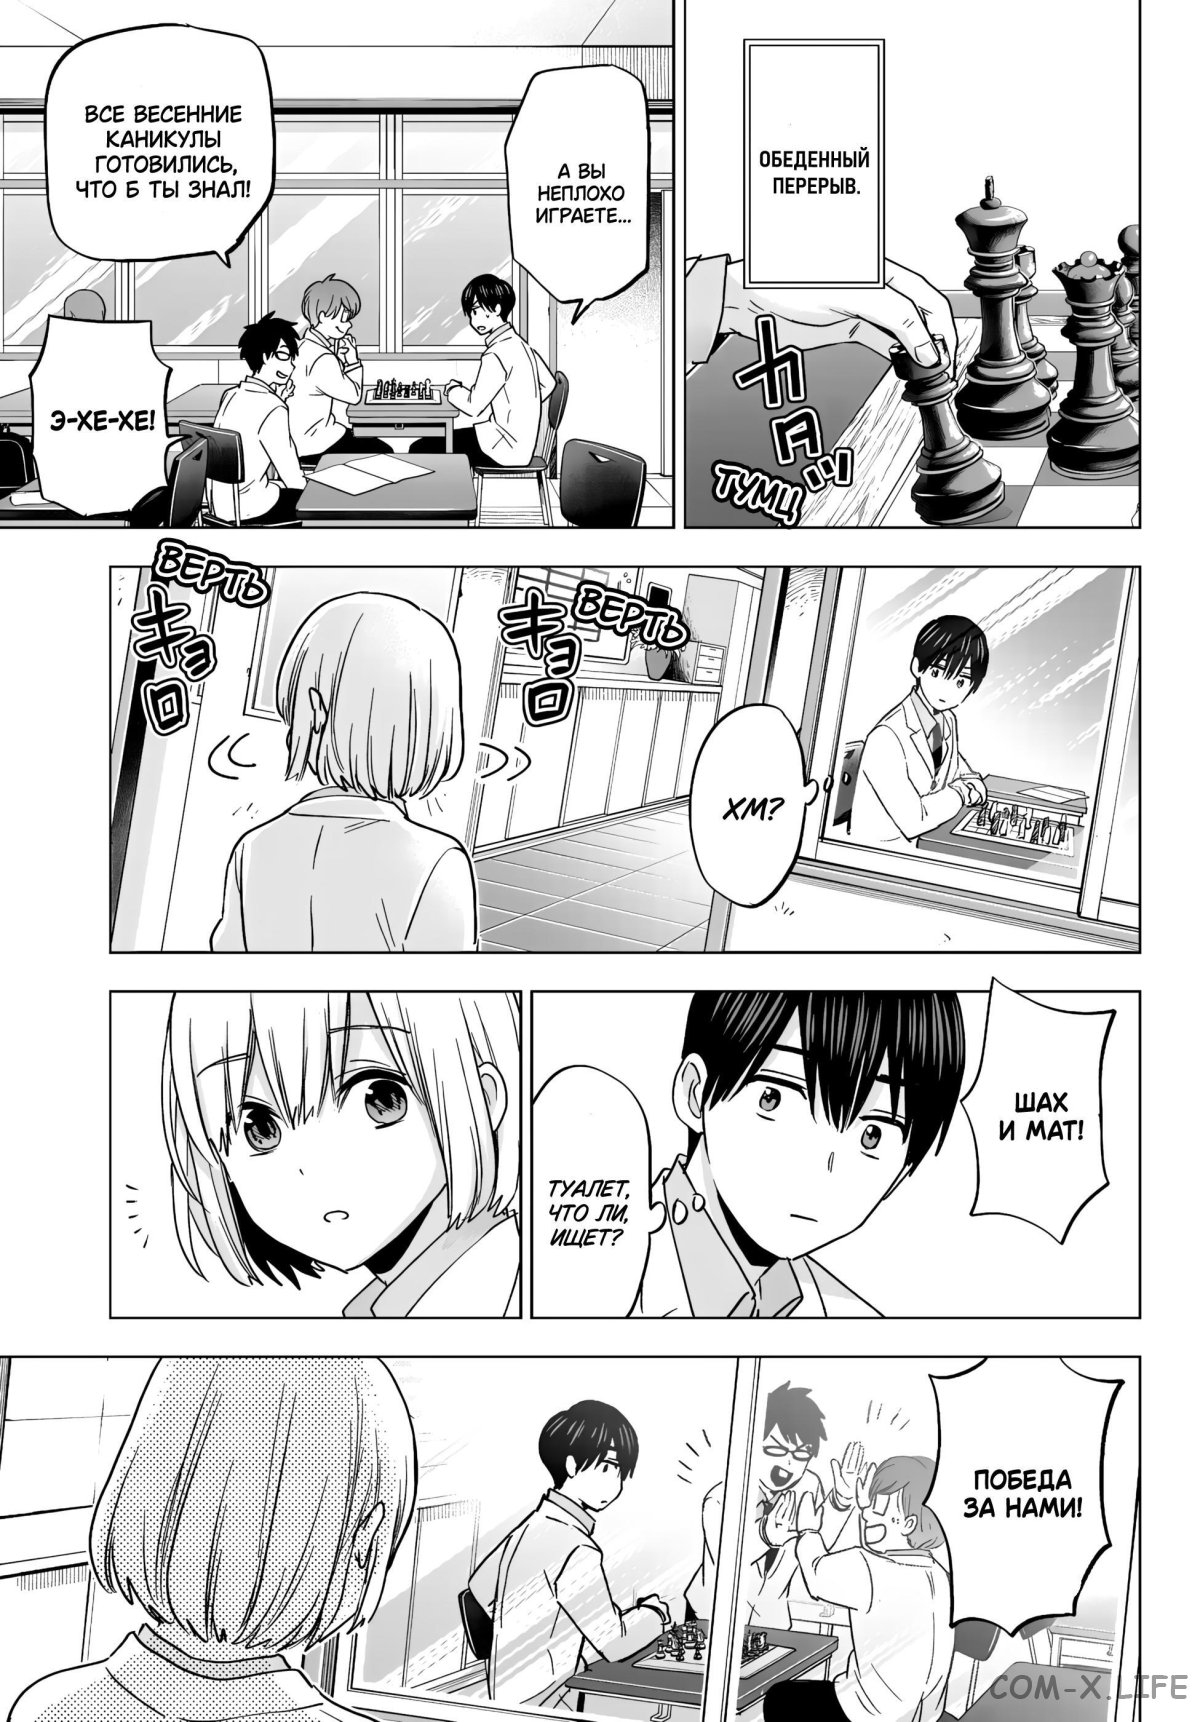 ОБЕДЕННЫЙ
ПЕРЕРЫВ.
カタッ
ТУМЦ
А ВЫ
НЕПЛОХО
ИГРАЕТЕ...
ВСЕ ВЕСЕННИЕ
КАНИКУЛЫ
ГОТОВИЛИСЬ,
ЧТО Б ТЫ ЗНАЛ!
Э-ХЕ-ХЕ!
ХМ?
ВЕРТЬ
キョロ
ВЕРТЬ
キョロ
ШАХ
И МАТ!
ТУАЛЕТ,
ЧТО ЛИ,
ИЩЕТ?
ПОБЕДА
ЗА НАМИ!
COM-X.LIFE